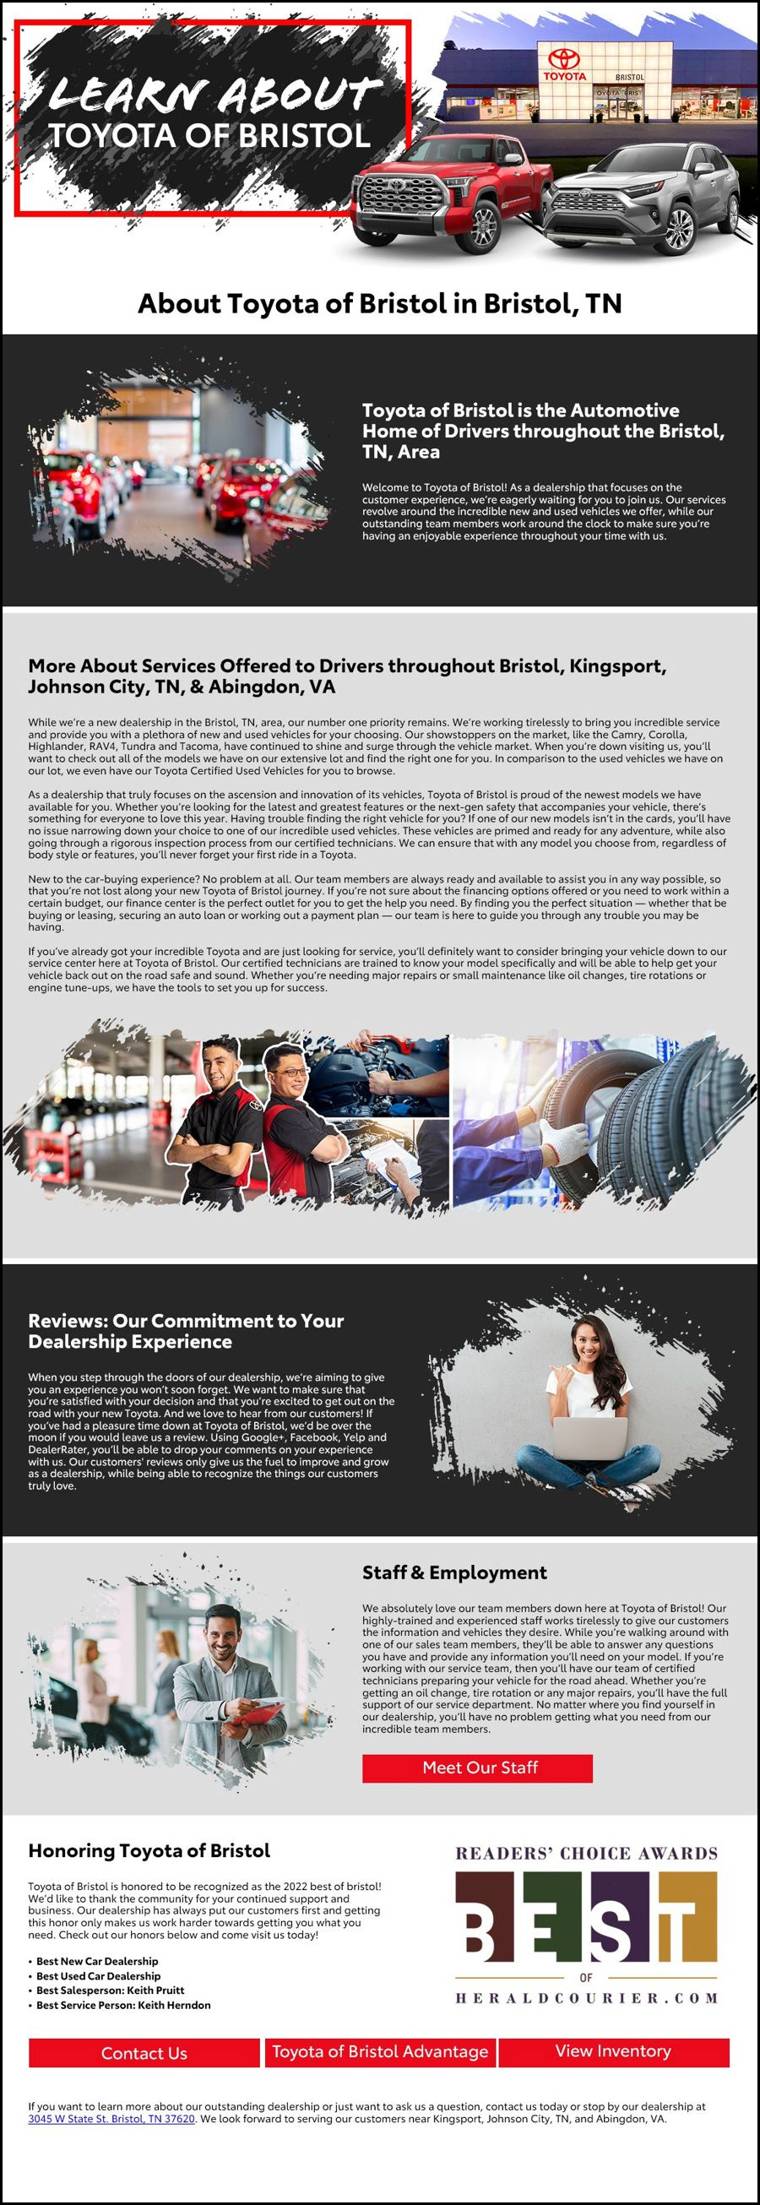 LEARN ABOUT
TOYOTA OF BRISTOL
TOYOTA
BRISTOL
About Toyota of Bristol in Bristol, TN
Toyota of Bristol is the Automotive
Home of Drivers throughout the Bristol,
TN, Area
Welcome to Toyota of Bristol! As a dealership that focuses on the
customer experience, we're eagerly waiting for you to join us. Our services
revolve around the incredible new and used vehicles we offer, while our
outstanding team members work around the clock to make sure you're
having an enjoyable experience throughout your time with us.
More About Services Offered to Drivers throughout Bristol, Kingsport,
Johnson City, TN, & Abingdon, VA
While we're a new dealership in the Bristol, TN, area, our number one priority remains. We're working tirelessly to bring you incredible service
and provide you with a plethora of new and used vehicles for your choosing. Our showstoppers on the market, like the Camry, Corolla,
Highlander, RAV4, Tundra and Tacoma, have continued to shine and surge through the vehicle market. When you're down visiting us, you'll
want to check out all of the models we have on our extensive lot and find the right one for you. In comparison to the used vehicles we have on
our lot, we even have our Toyota Certified Used Vehicles for you to browse.
As a dealership that truly focuses on the ascension and innovation of its vehicles, Toyota of Bristol is proud of the newest models we have
available for you. Whether you're looking for the latest and greatest features or the next-gen safety that accompanies your vehicle, there's
something for everyone to love this year. Having trouble finding the right vehicle for you? If one of our new models isn't in the cards, you'll have
no issue narrowing down your choice to one of our incredible used vehicles. These vehicles are primed and ready for any adventure, while also
going through a rigorous inspection process from our certified technicians. We can ensure that with any model you choose from, regardless of
body style or features, you'll never forget your first ride in a Toyota.
New to the car-buying experience? No problem at all. Our team members are always ready and available to assist you in any way possible, so
that you're not lost along your new Toyota of Bristol journey. If you're not sure about the financing options offered or you need to work within a
certain budget, our finance center is the perfect outlet for you to get the help you need. By finding you the perfect situation — whether that be
buying or leasing, securing an auto loan or working out a payment plan — our team is here to guide you through any trouble you may be
having.
If you've already got your incredible Toyota and are just looking for service, you'll definitely want to consider bringing your vehicle down to our
service center here at Toyota of Bristol. Our certified technicians are trained to know your model specifically and will be able to help get your
vehicle back out on the road safe and sound. Whether you're needing major repairs or small maintenance like oil changes, tire rotations or
engine tune-ups, we have the tools to set you up for success.
Reviews: Our Commitment to Your
Dealership Experience
When you step through the doors of our dealership, we're aiming to give
you an experience you won't soon forget. We want to make sure that
you're satisfied with your decision and that you're excited to get out on the
road with your new Toyota. And we love to hear from our customers! If
you've had a pleasure time down at Toyota of Bristol, we'd be over the
moon if you would leave us a review. Using Google+, Facebook, Yelp and
DealerRater, you'll be able to drop your comments on your experience
with us. Our customers' reviews only give us the fuel to improve and grow
as a dealership, while being able to recognize the things our customers
truly love.
Staff & Employment
We absolutely love our team members down here at Toyota of Bristol! Our
highly-trained and experienced staff works tirelessly to give our customers
the information and vehicles they desire. While you're walking around with
one of our sales team members, they'll be able to answer any questions
you have and provide any information you'll need on your model. If you're
working with our service team, then you'll have our team of certified
technicians preparing your vehicle for the road ahead. Whether you're
getting an oil change, tire rotation or any major repairs, you'll have the full
support of our service department. No matter where you find yourself in
our dealership, you'll have no problem getting what you need from our
incredible team members.
Meet Our Staff
Honoring Toyota of Bristol
Toyota of Bristol is honored to be recognized as the 2022 best of bristol!
We'd like to thank the community for your continued support and
business. Our dealership has always put our customers first and getting
this honor only makes us work harder towards getting you what you
need. Check out our honors below and come visit us today!
• Best New Car Dealership
• Best Used Car Dealership
• Best Salesperson: Keith Pruitt
• Best Service Person: Keith Herndon
READERS' CHOICE AWARDS
BEST
OF
HERALDCOURIER.COM
Contact Us
Toyota of Bristol Advantage
View Inventory
If you want to learn more about our outstanding dealership or just want to ask us a question, contact us today or stop by our dealership at
3045 W State St. Bristol, TN 37620. We look forward to serving our customers near Kingsport, Johnson City, TN, and Abingdon, VA.